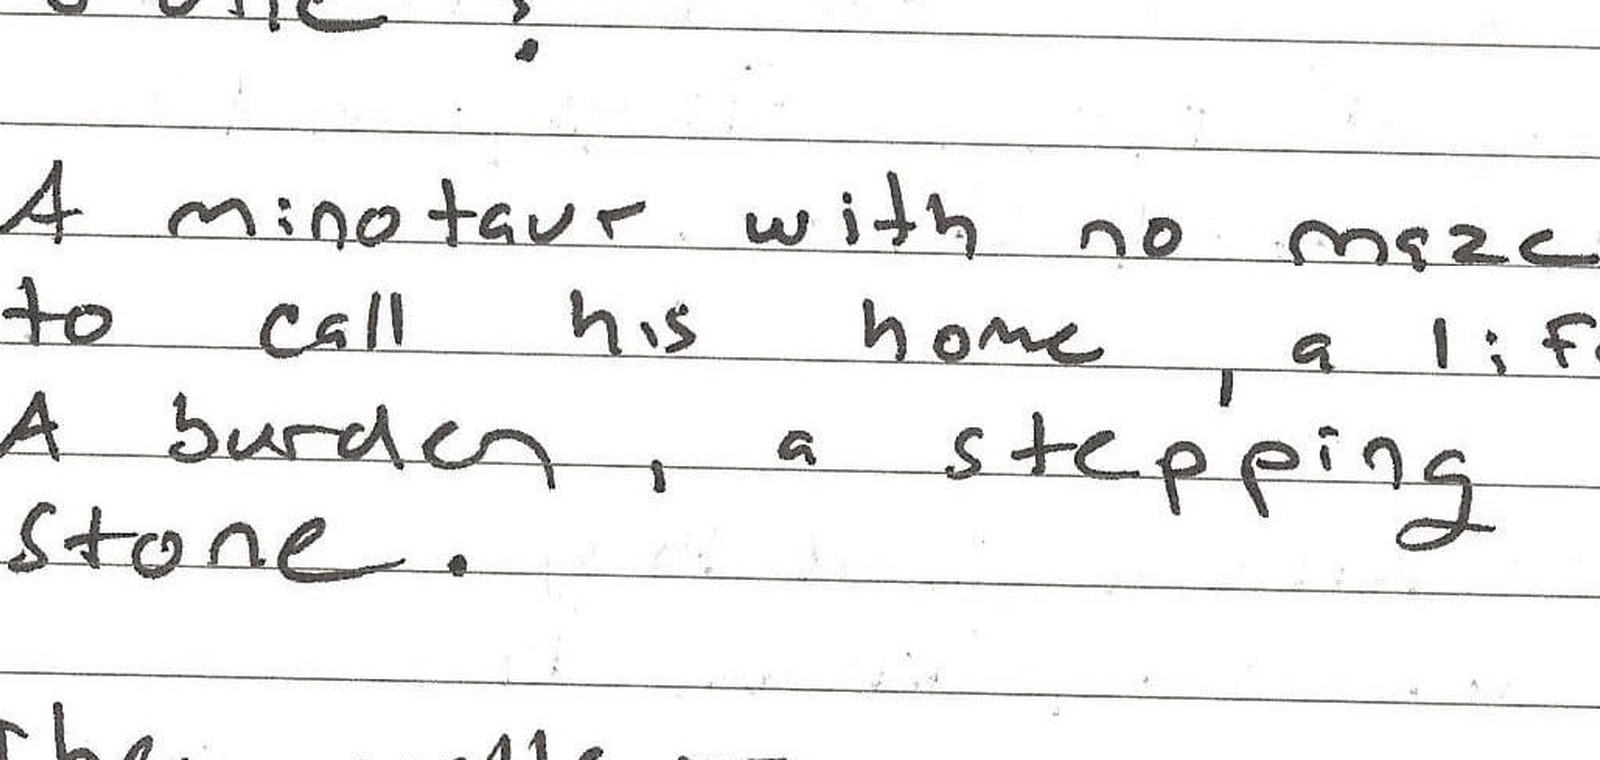 A minotaur with no maze
to call his home, a life
A burden, a stepping
stone.